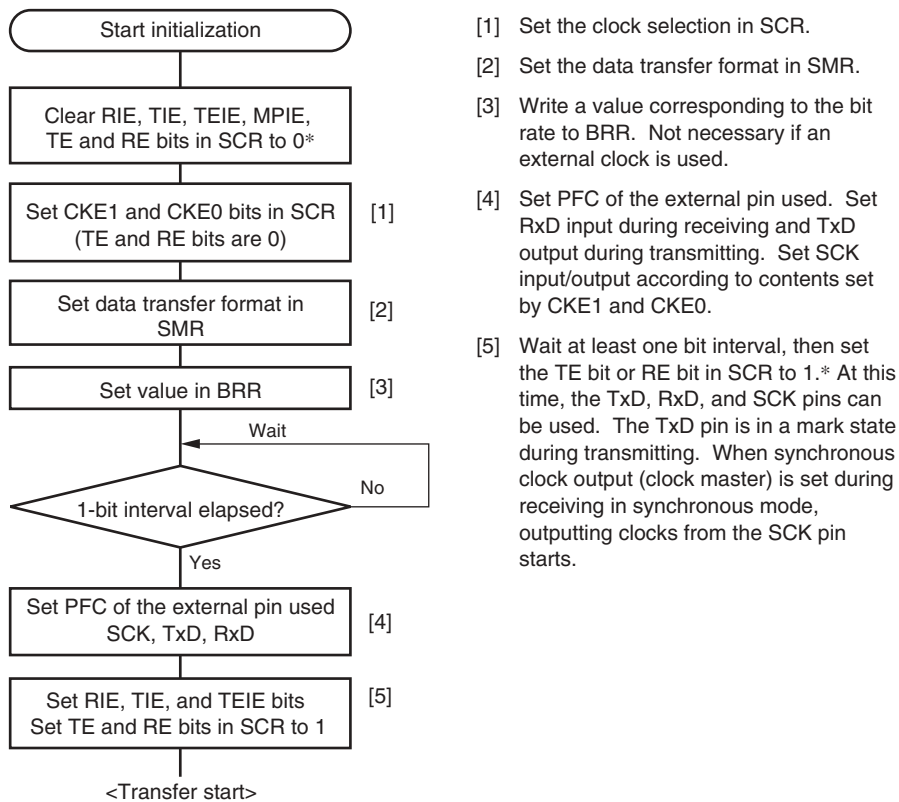 Start initialization
Clear RIE, TIE, TEIE, MPIE,
TE and RE bits in SCR to 0*
Set CKE1 and CKE0 bits in SCR
(TE and RE bits are 0)
[1]
Set data transfer format in
SMR
[2]
Set value in BRR
[3]
Wait
1-bit interval elapsed?
No
Yes
Set PFC of the external pin used
SCK, TxD, RxD
[4]
Set RIE, TIE, and TEIE bits
Set TE and RE bits in SCR to 1
[5]
<Transfer start>
[1] Set the clock selection in SCR.
[2] Set the data transfer format in SMR.
[3] Write a value corresponding to the bit
rate to BRR. Not necessary if an
external clock is used.
[4] Set PFC of the external pin used. Set
RxD input during receiving and TxD
output during transmitting. Set SCK
input/output according to contents set
by CKE1 and CKE0.
[5] Wait at least one bit interval, then set
the TE bit or RE bit in SCR to 1.* At this
time, the TxD, RxD, and SCK pins can
be used. The TxD pin is in a mark state
during transmitting. When synchronous
clock output (clock master) is set during
receiving in synchronous mode,
outputting clocks from the SCK pin
starts.